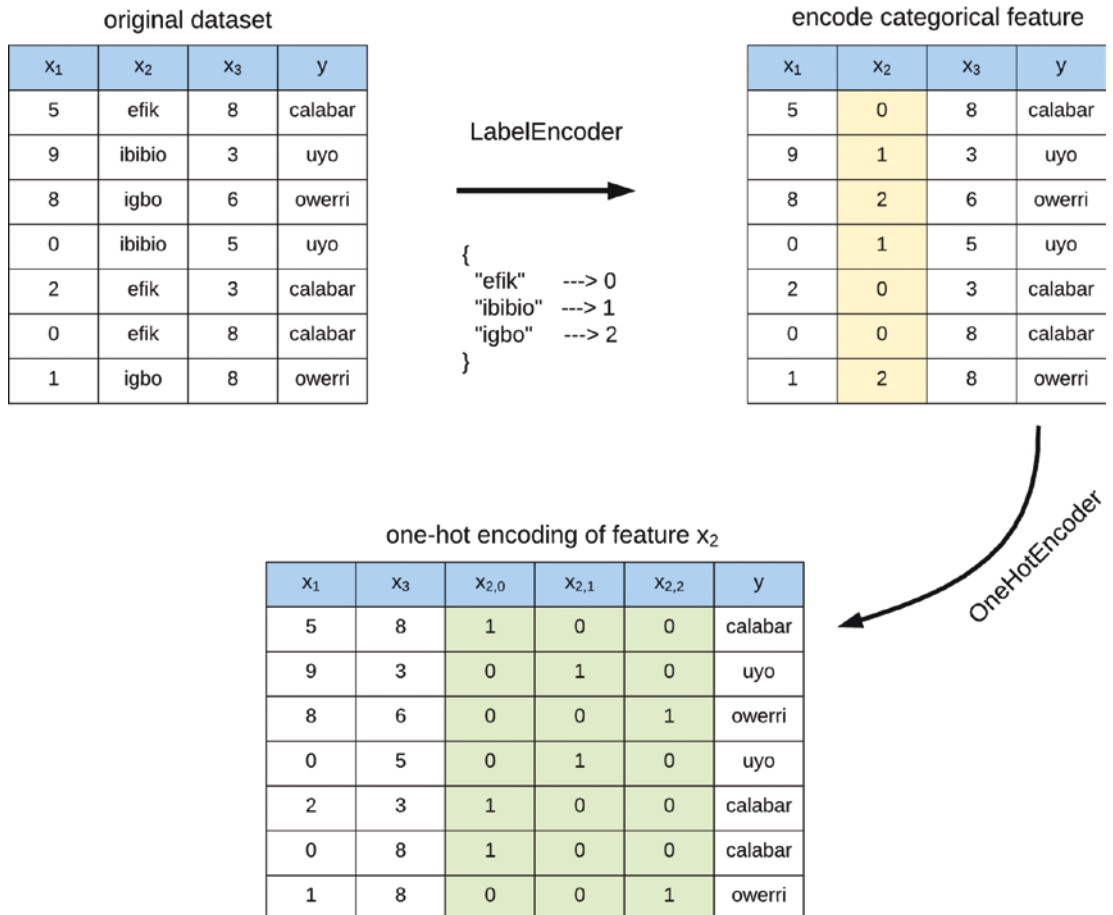 original dataset
x₁ x₂ x₃ y
5 efik 8 calabar
9 ibibio 3 uyo
8 igbo 6 owerri
0 ibibio 5 uyo
2 efik 3 calabar
0 efik 8 calabar
1 igbo 8 owerri
LabelEncoder
{
"efik" ---> 0
"ibibio" ---> 1
"igbo" ---> 2
}
encode categorical feature
x₁ x₂ x₃ y
5 0 8 calabar
9 1 3 uyo
8 2 6 owerri
0 1 5 uyo
2 0 3 calabar
0 0 8 calabar
1 2 8 owerri
OneHotEncoder
one-hot encoding of feature x₂
x₁ x₃ x₂,₀ x₂,₁ x₂,₂ y
5 8 1 0 0 calabar
9 3 0 1 0 uyo
8 6 0 0 1 owerri
0 5 0 1 0 uyo
2 3 1 0 0 calabar
0 8 1 0 0 calabar
1 8 0 0 1 owerri